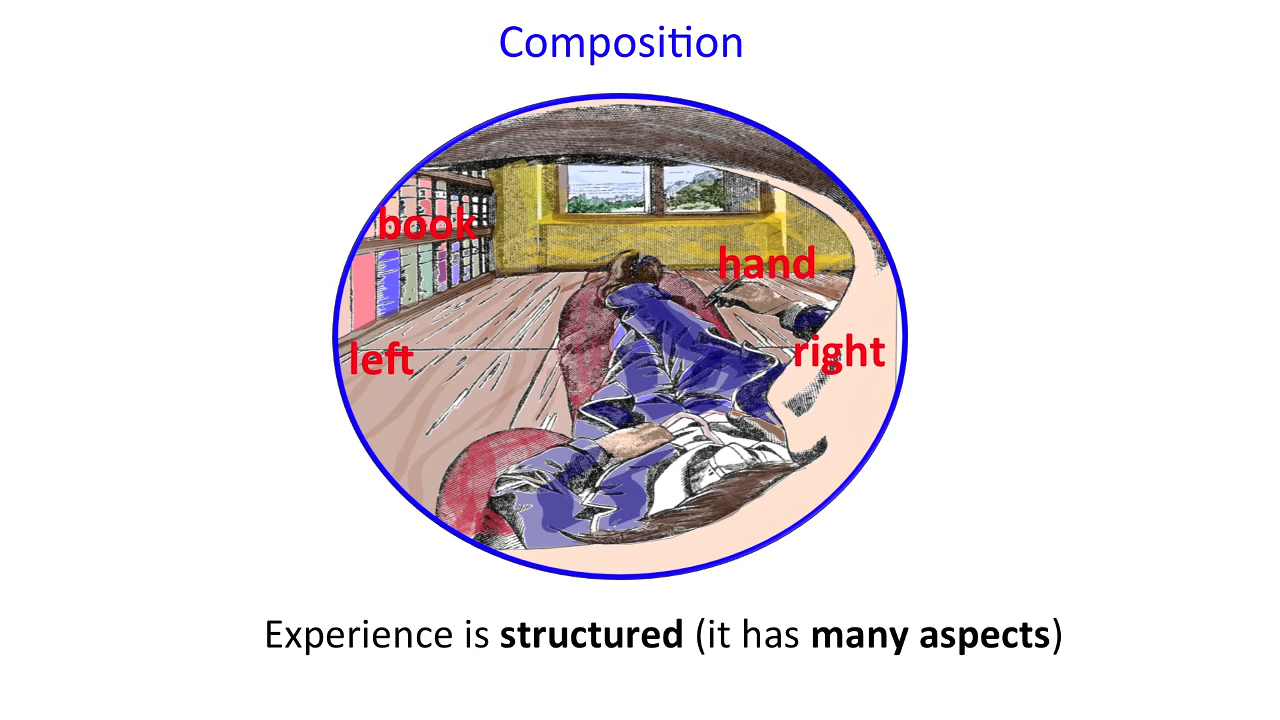 Composition
book
hand
left
right
Experience is structured (it has many aspects)